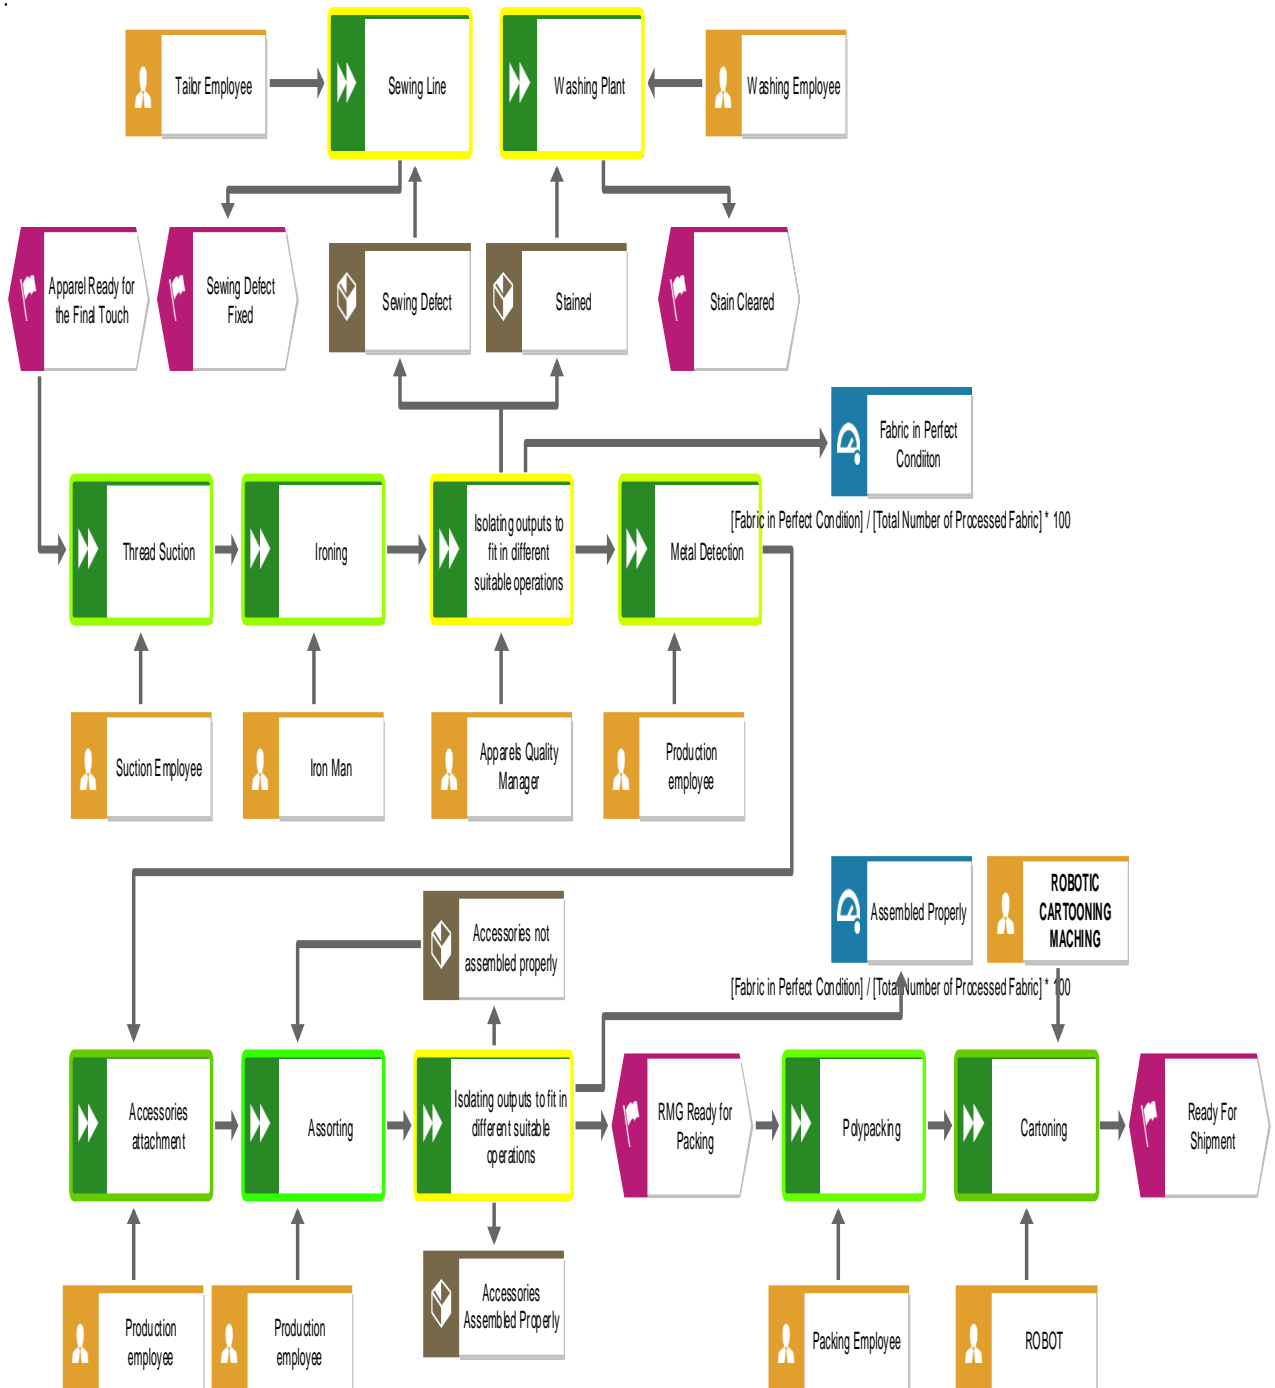 .
Tailor Employee
Sewing Line
Washing Plant
Washing Employee
Apparel Ready for
the Final Touch
Sewing Defect
Fixed
Sewing Defect
Stained
Stain Cleared
Fabric in Perfect
Condiiton
[Fabric in Perfect Condition] / [Total Number of Processed Fabric] * 100
Thread Suction
Ironing
Isolating outputs to
fit in different
suitable operations
Metal Detection
Suction Employee
Iron Man
Apparels Quality
Manager
Production
employee
Accessories not
assembled properly
Assembled Properly
ROBOTIC
CARTOONING
MACHING
[Fabric in Perfect Condition] / [Total Number of Processed Fabric] * 100
Accessories
attachment
Assorting
Isolating outputs to fit in
different suitable
operations
RMG Ready for
Packing
Polypacking
Cartoning
Ready For
Shipment
Accessories
Assembled Properly
Production
employee
Production
employee
Packing Employee
ROBOT